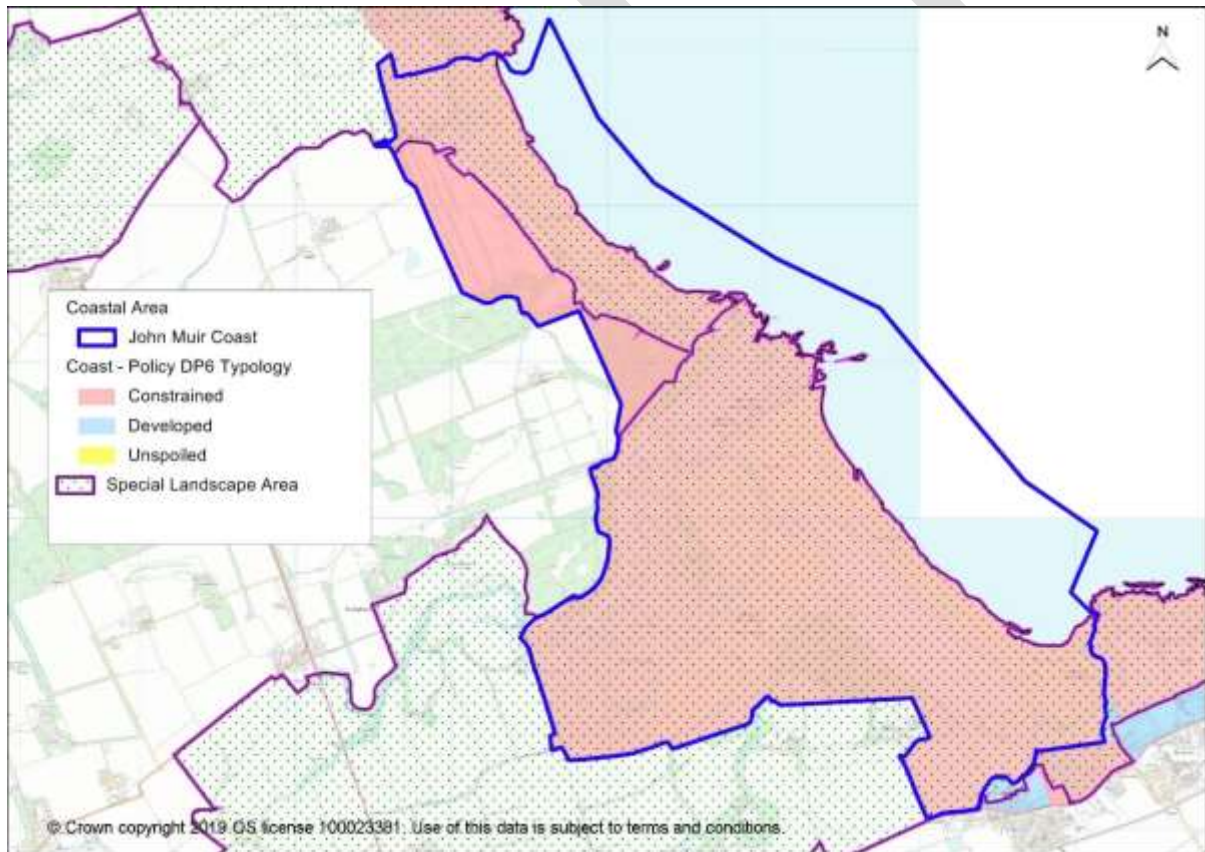 N
Coastal Area
John Muir Coast
Coast - Policy DP6 Typology
Constrained
Developed
Unspoiled
Special Landscape Area
© Crown copyright 2019 OS license 100023381. Use of this data is subject to terms and conditions.